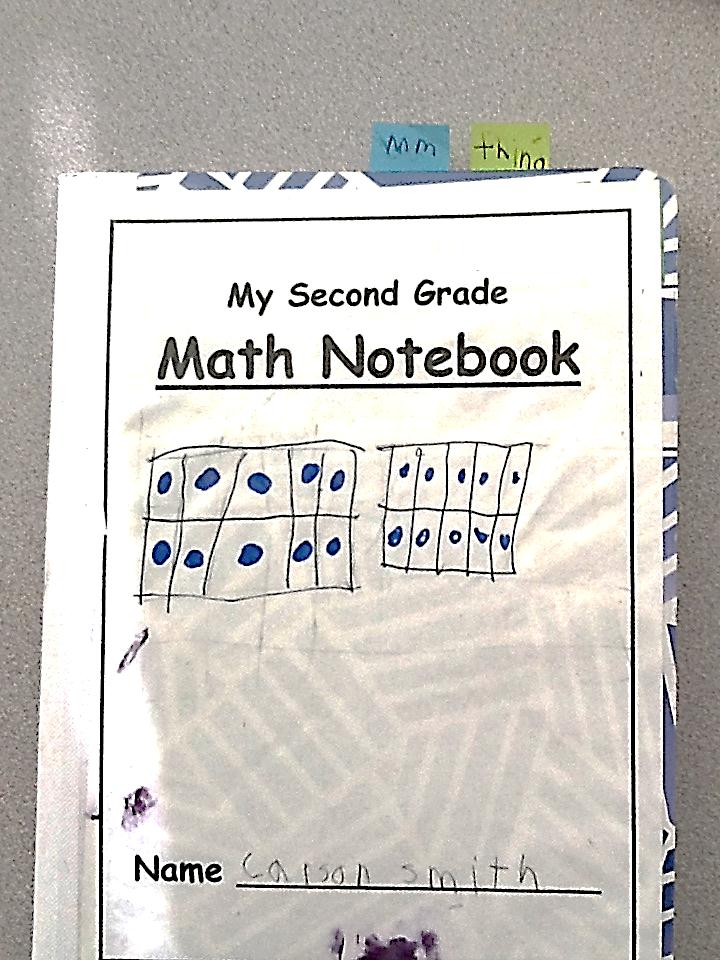 mm thing
My Second Grade
Math Notebook
Name Carson smith